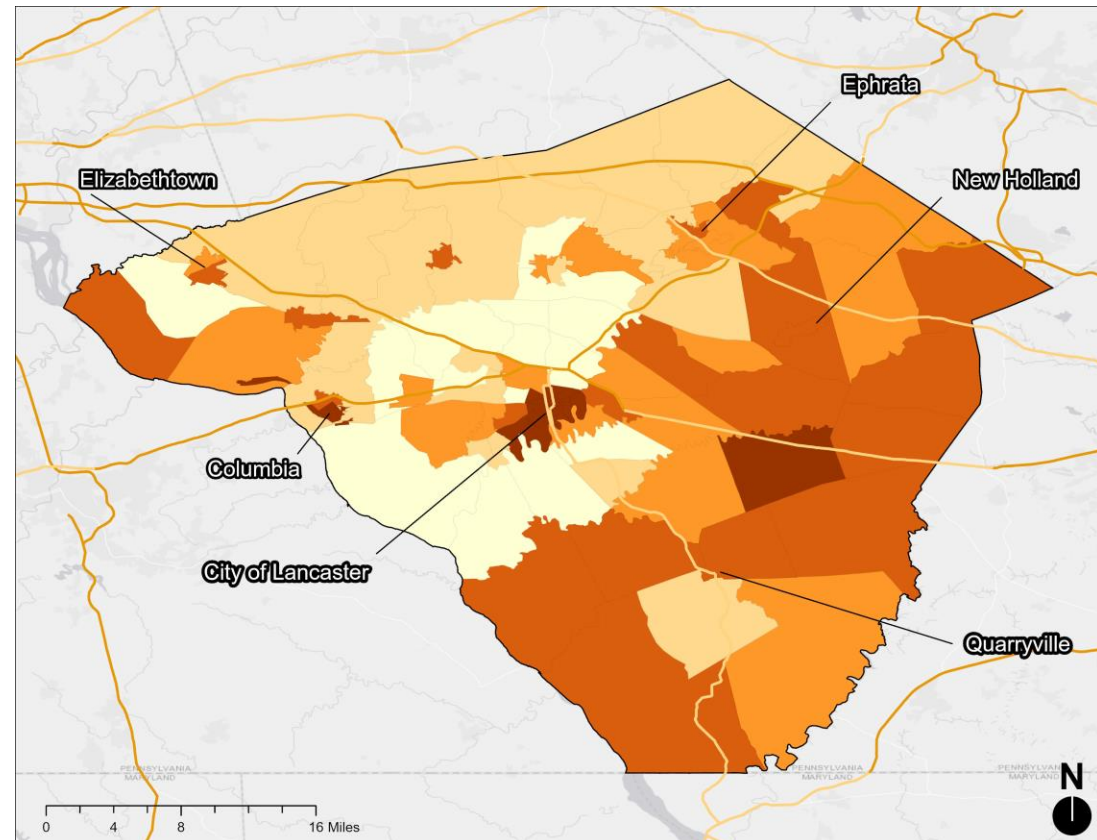 Ephrata
Elizabethtown
New Holland
Columbia
City of Lancaster
Quarryville
PENNSYLVANIA
MARYLAND
PENNSYLVANIA
MARYLAND
PENNSYLVANIA
MARYLAND
N
0 4 8 16 Miles